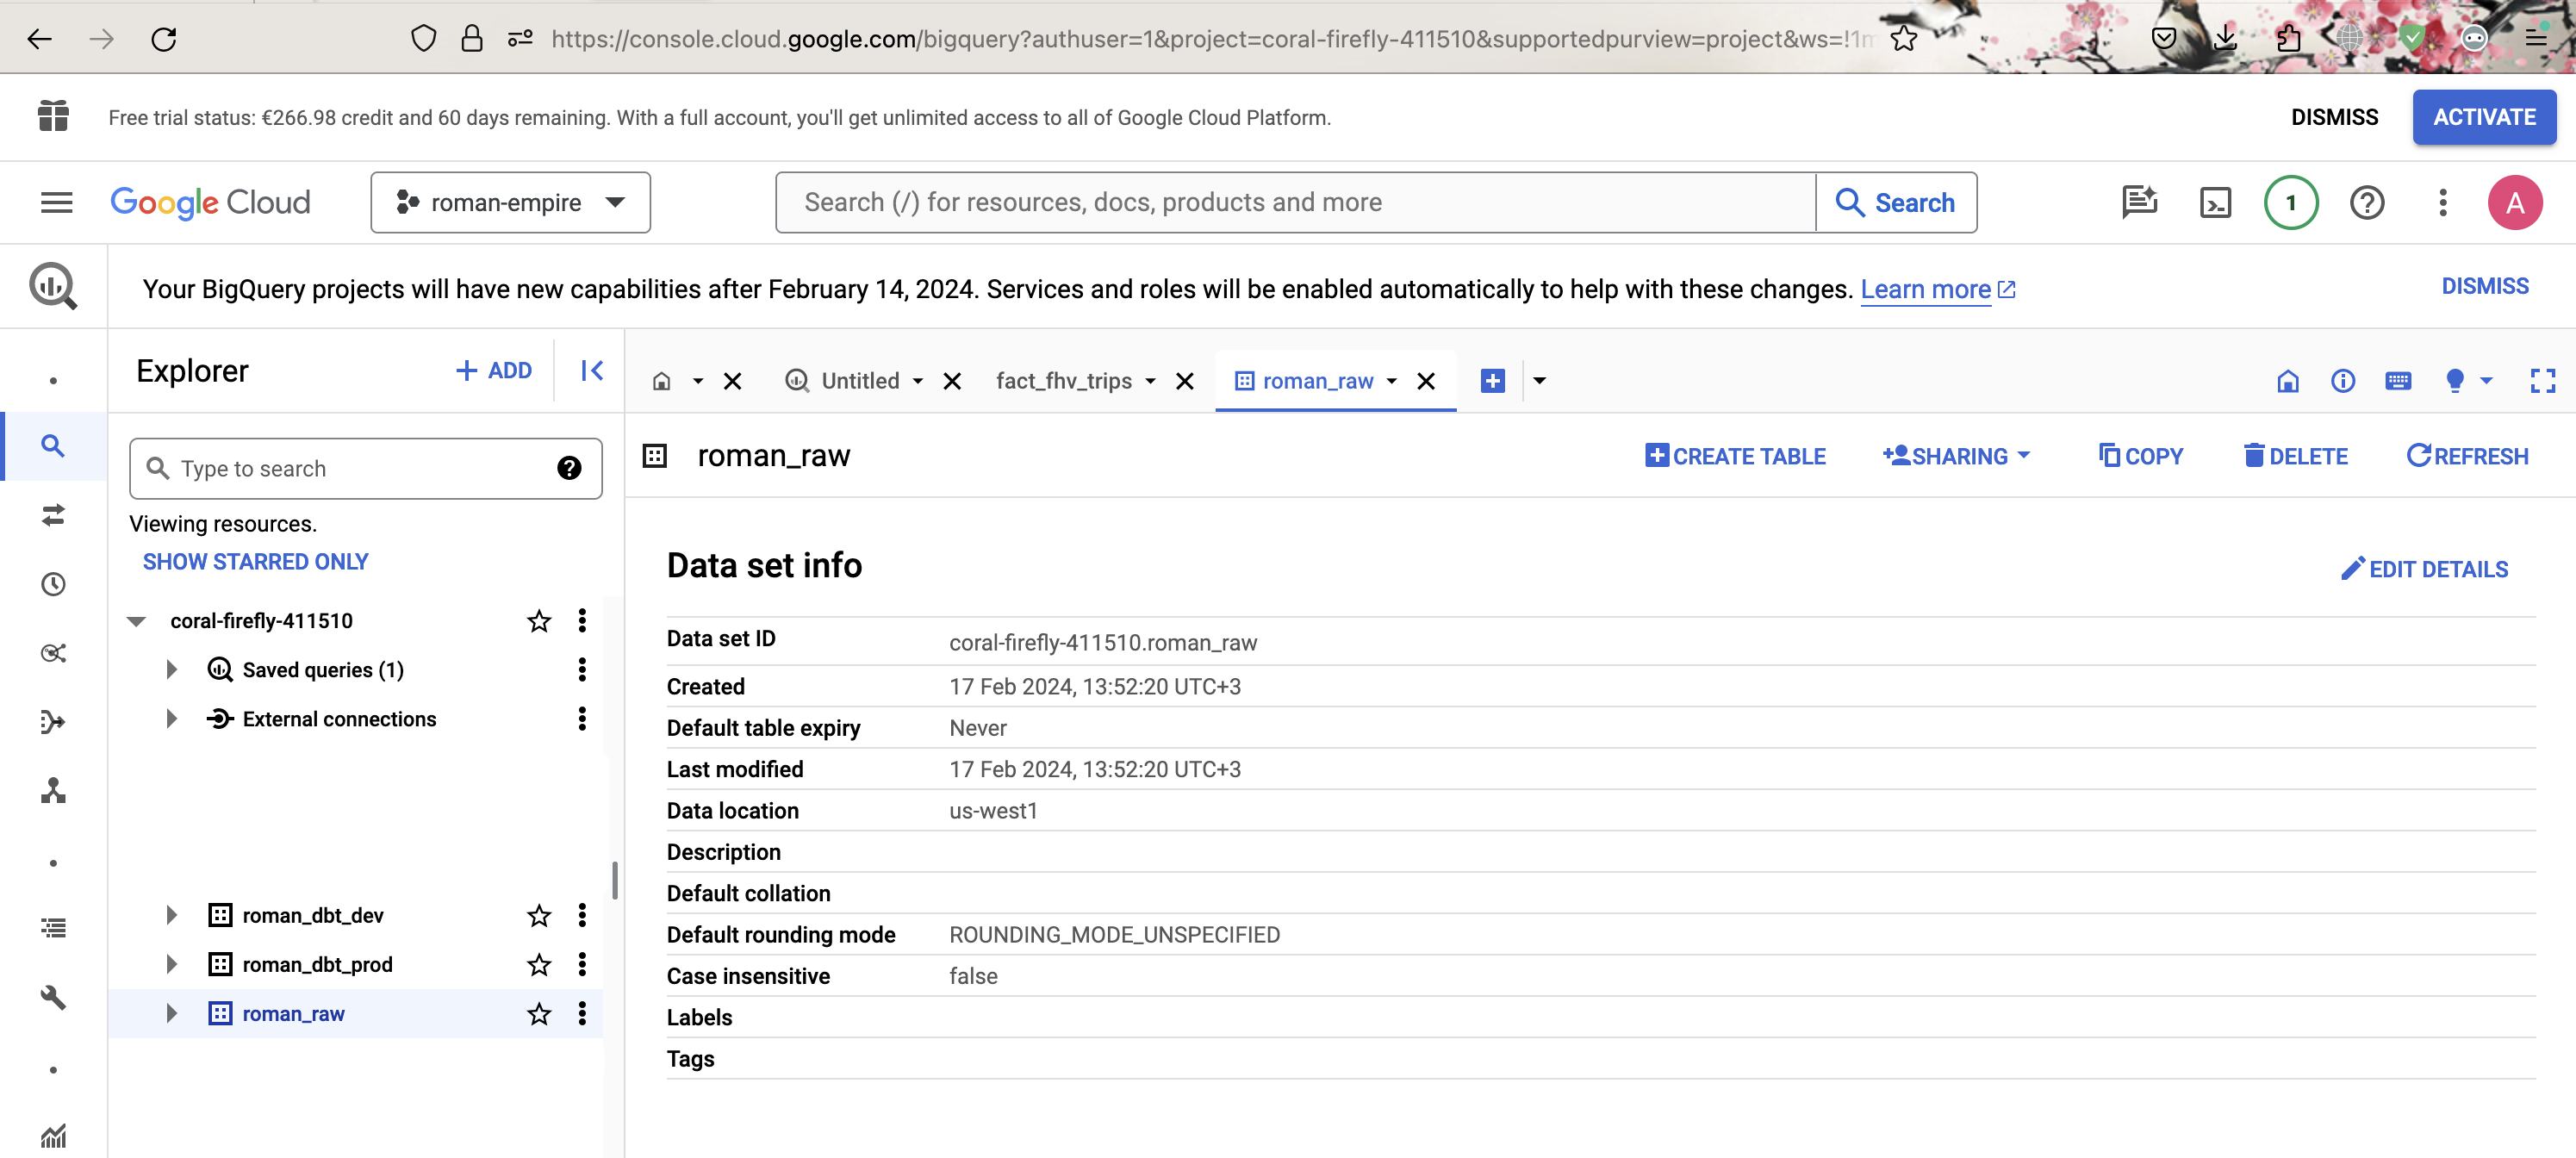 https://console.cloud.google.com/bigquery?authuser=1&project=coral-firefly-411510&supportedpurview=project&ws=!1m
Free trial status: €266.98 credit and 60 days remaining. With a full account, you'll get unlimited access to all of Google Cloud Platform.
DISMISS
ACTIVATE
Google Cloud
roman-empire
Search (/) for resources, docs, products and more
Search
1
A
Your BigQuery projects will have new capabilities after February 14, 2024. Services and roles will be enabled automatically to help with these changes. Learn more
DISMISS
Explorer
+ ADD
Type to search
Viewing resources.
SHOW STARRED ONLY
coral-firefly-411510
Saved queries (1)
External connections
roman_dbt_dev
roman_dbt_prod
roman_raw
Untitled
fact_fhv_trips
roman_raw
roman_raw
CREATE TABLE
SHARING
COPY
DELETE
REFRESH
Data set info
EDIT DETAILS
Data set ID coral-firefly-411510.roman_raw
Created 17 Feb 2024, 13:52:20 UTC+3
Default table expiry Never
Last modified 17 Feb 2024, 13:52:20 UTC+3
Data location us-west1
Description
Default collation
Default rounding mode ROUNDING_MODE_UNSPECIFIED
Case insensitive false
Labels
Tags